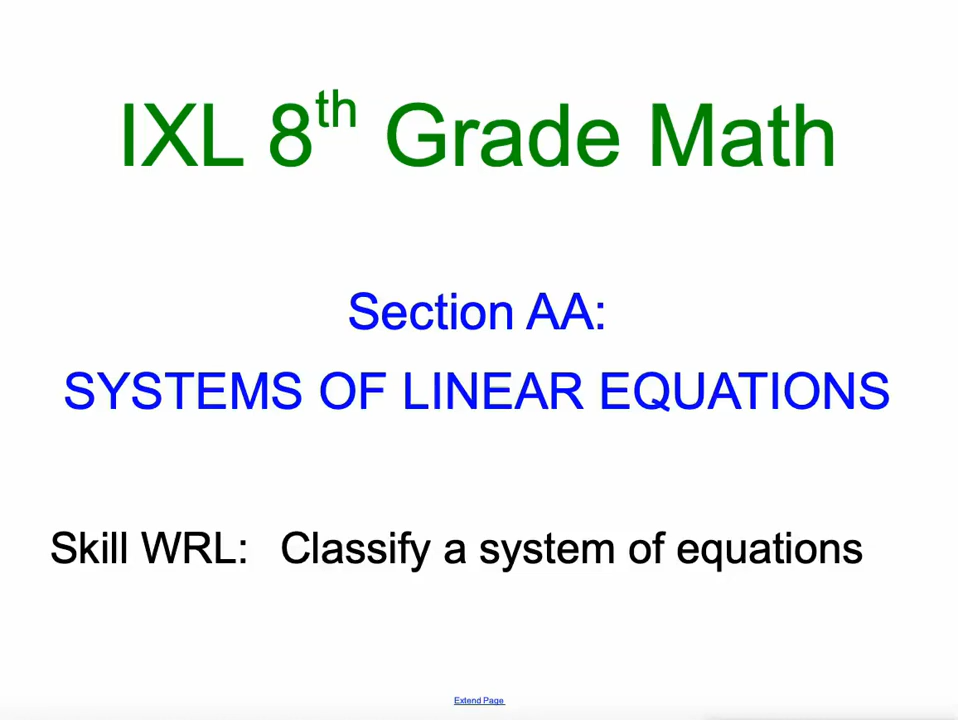 IXL 8th Grade Math
Section AA:
SYSTEMS OF LINEAR EQUATIONS
Skill WRL: Classify a system of equations
Extend Page